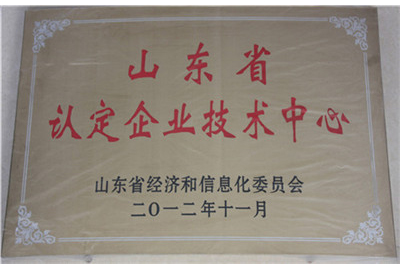 山东省
认定企业技术中心
山东省经济和信息化委员会
二〇一二年十一月